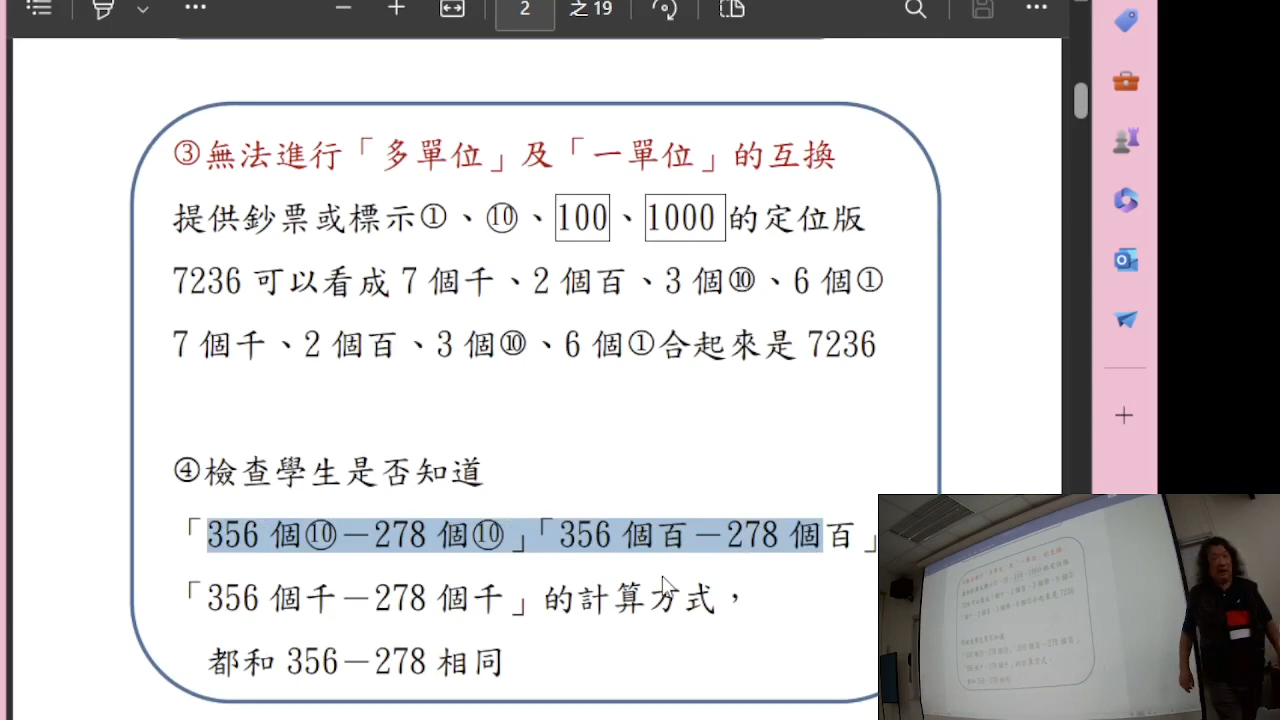 2 之 19
③無法進行「多單位」及「一單位」的互換
提供鈔票或標示①、⑩、100、1000的定位版
7236 可以看成 7 個千、2 個百、3 個⑩、6 個①
7 個千、2 個百、3 個⑩、6 個①合起來是 7236
④檢查學生是否知道
「356 個⑩－278 個⑩」「356 個百－278 個百」
「356 個千－278 個千」的計算方式，
都和 356－278 相同